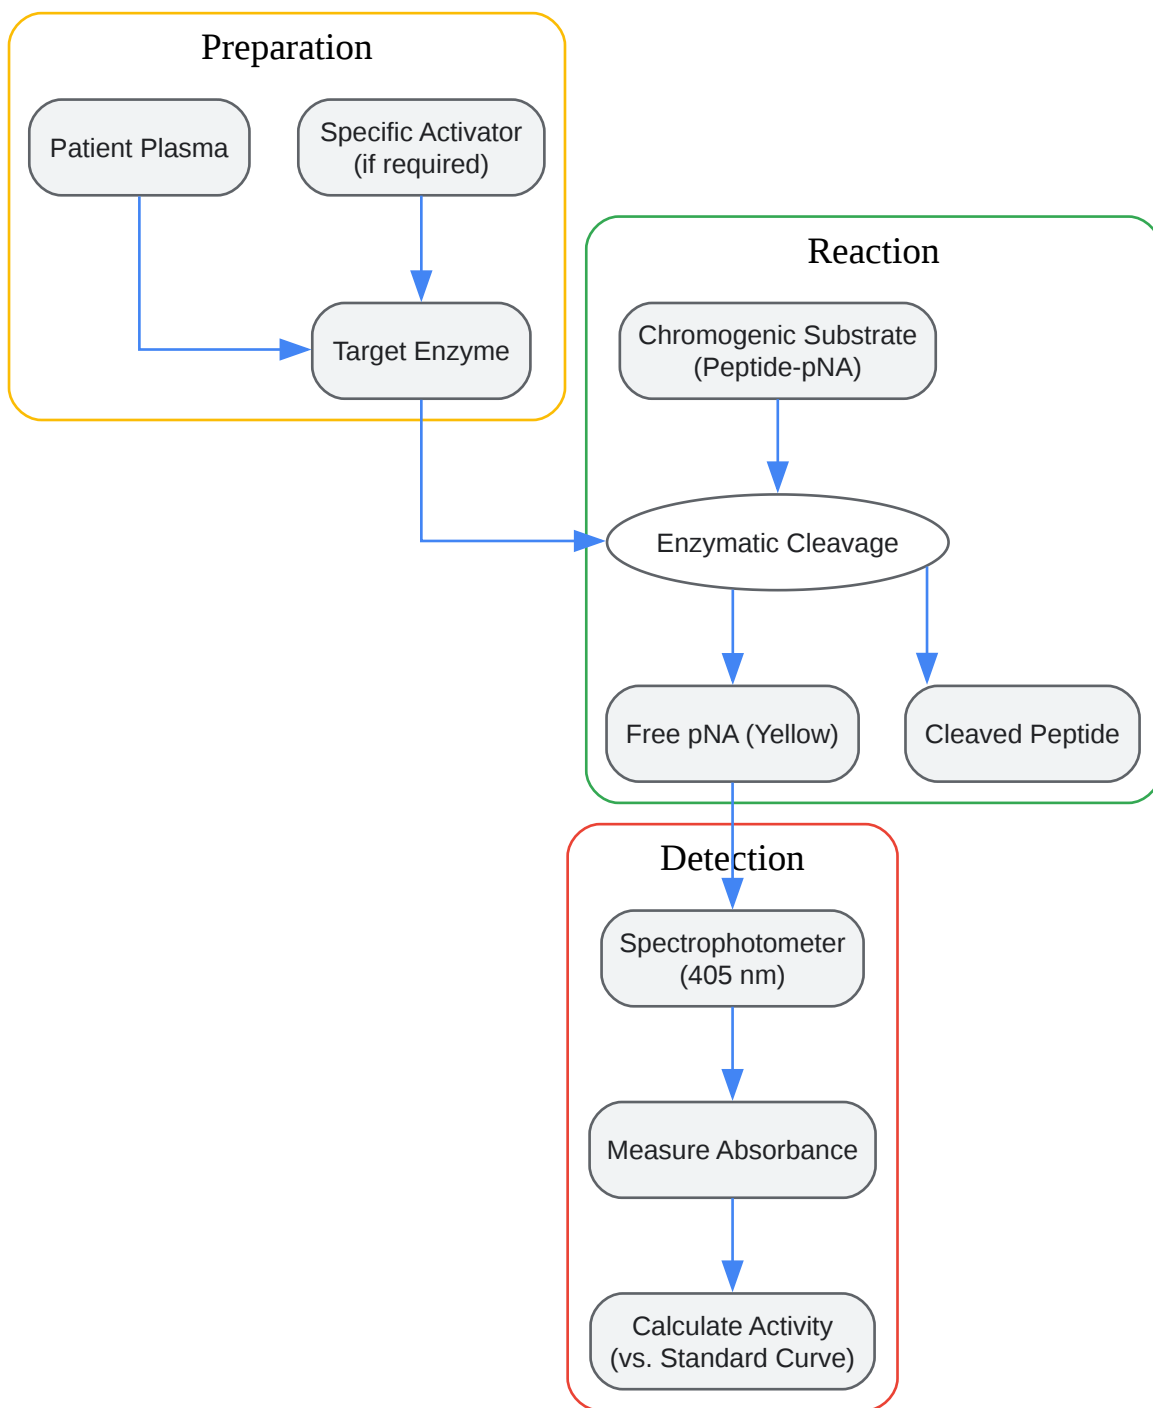 Preparation
Patient Plasma
Specific Activator
(if required)
Target Enzyme
Reaction
Chromogenic Substrate
(Peptide-pNA)
Enzymatic Cleavage
Free pNA (Yellow)
Cleaved Peptide
Detection
Spectrophotometer
(405 nm)
Measure Absorbance
Calculate Activity
(vs. Standard Curve)